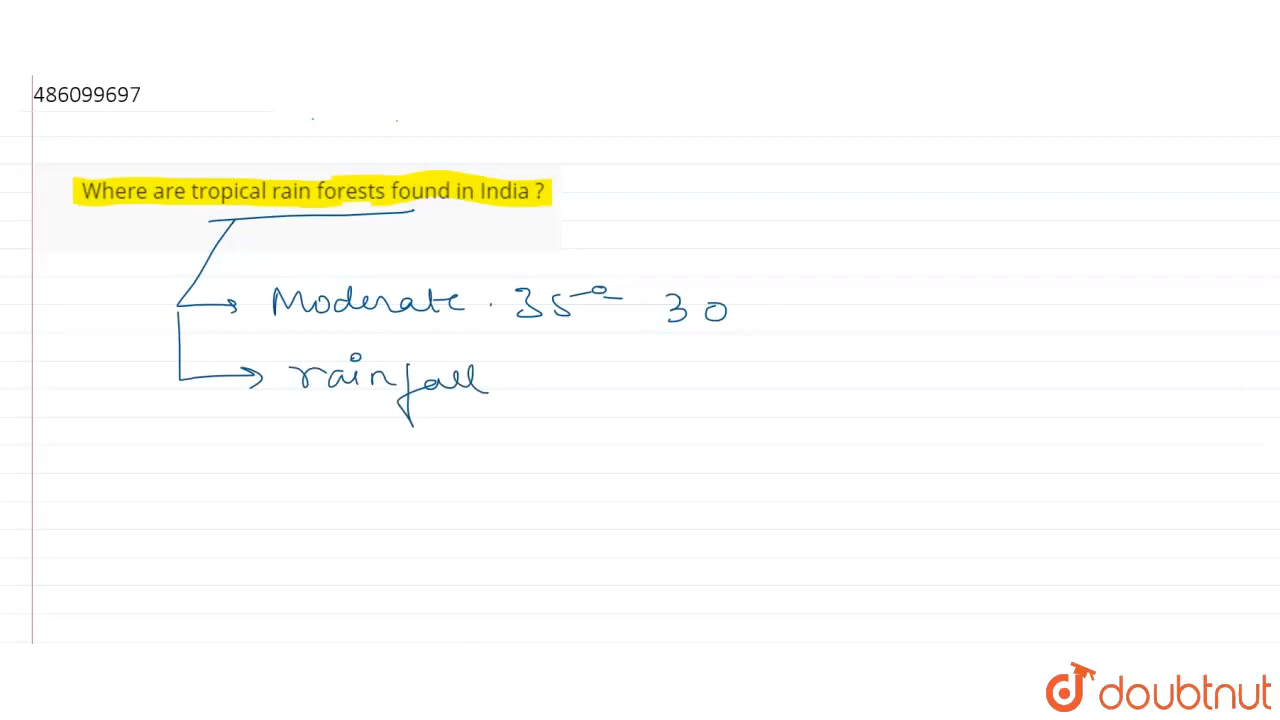 486099697
Where are tropical rain forests found in India ?
Moderate . 35 30
rainfall
doubtnut